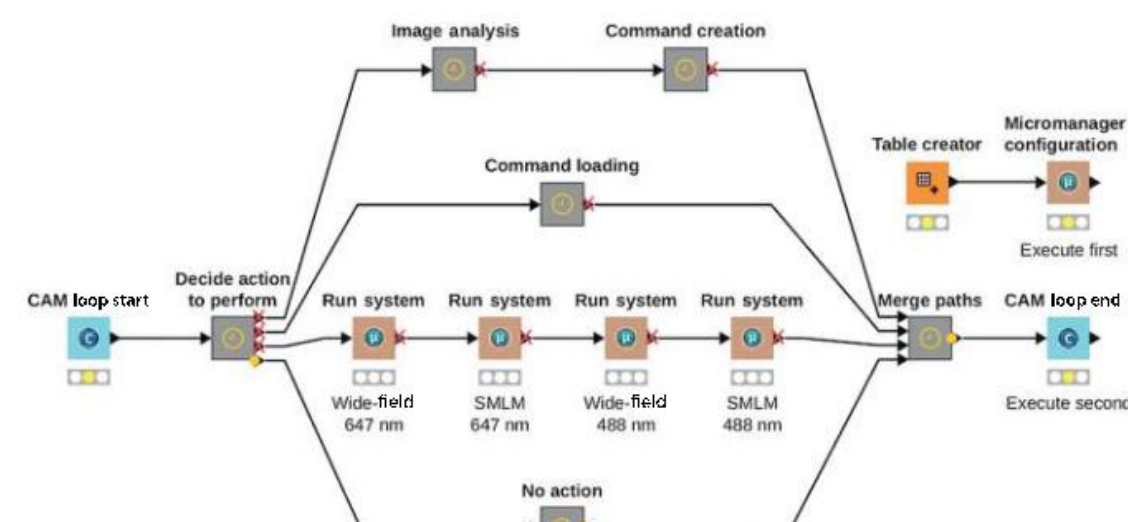 Image analysis
Command creation
Micromanager
configuration
Table creator
Command loading
Execute first
Decide action
to perform
CAM loop start
Run system
Run system
Run system
Run system
Merge paths
CAM loop end
Wide-field
647 nm
SMLM
647 nm
Wide-field
488 nm
SMLM
488 nm
Execute second
No action